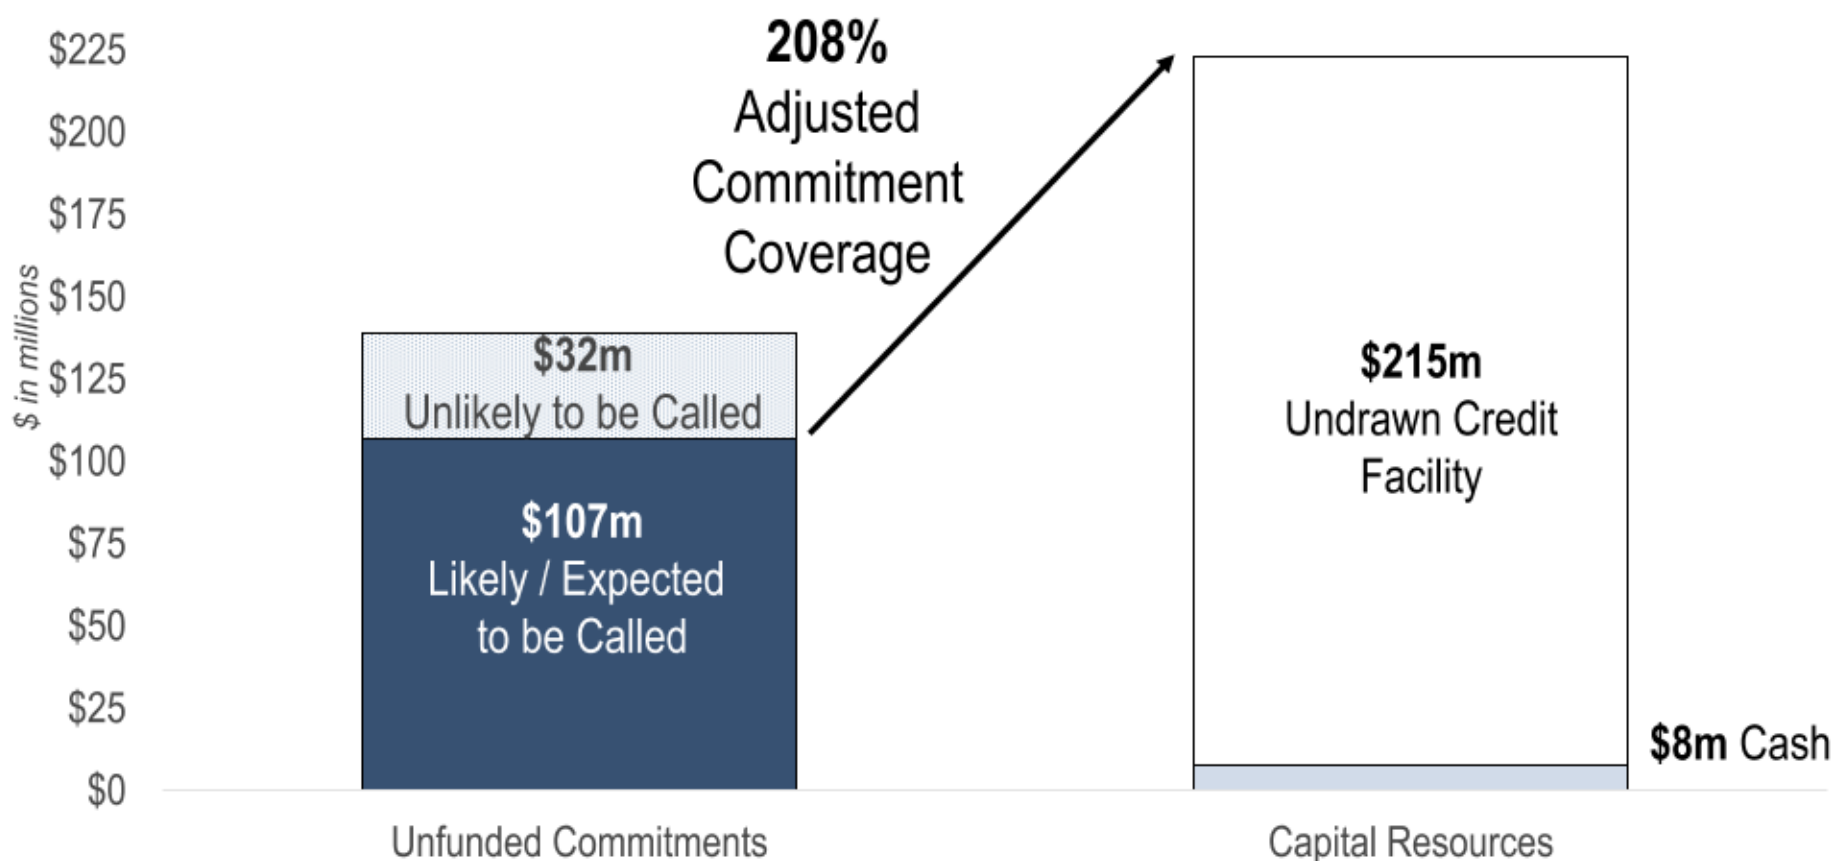 208%
Adjusted
Commitment
Coverage
$ in millions
$225
$200
$175
$150
$125
$100
$75
$50
$25
$0
$32m
Unlikely to be Called
$107m
Likely / Expected
to be Called
$215m
Undrawn Credit
Facility
$8m Cash
Unfunded Commitments
Capital Resources